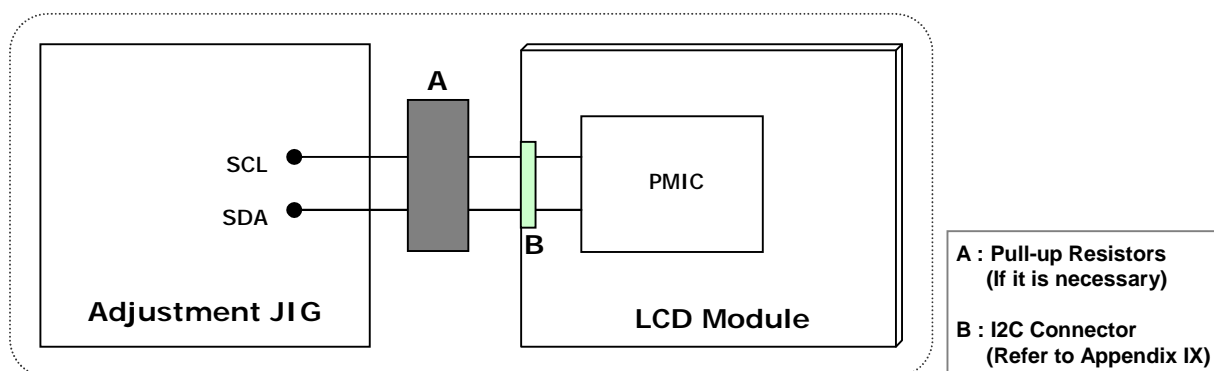 A
SCL
SDA
PMIC
B
Adjustment JIG
LCD Module
A : Pull-up Resistors
(If it is necessary)
B : I2C Connector
(Refer to Appendix IX)